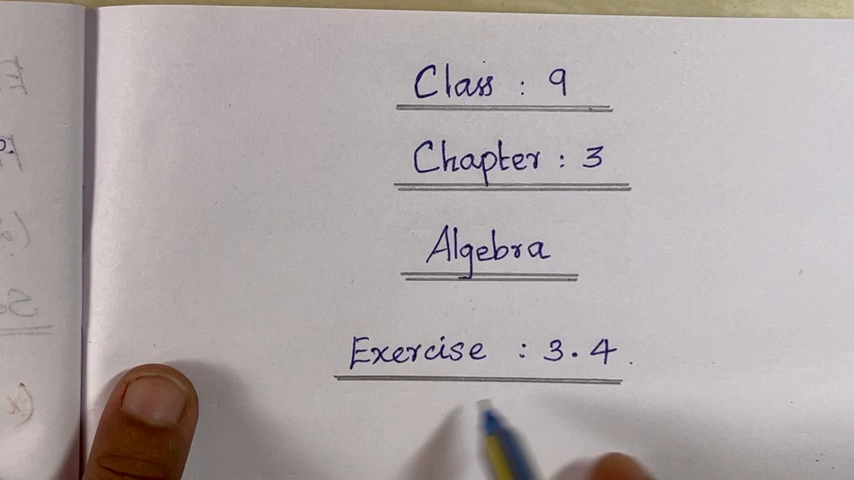 Class : 9
Chapter : 3
Algebra
Exercise : 3.4